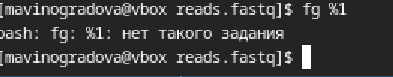 [mavinogradova@vbox reads.fastq]$ fg %1
bash: fg: %1: нет такого задания
[mavinogradova@vbox reads.fastq]$